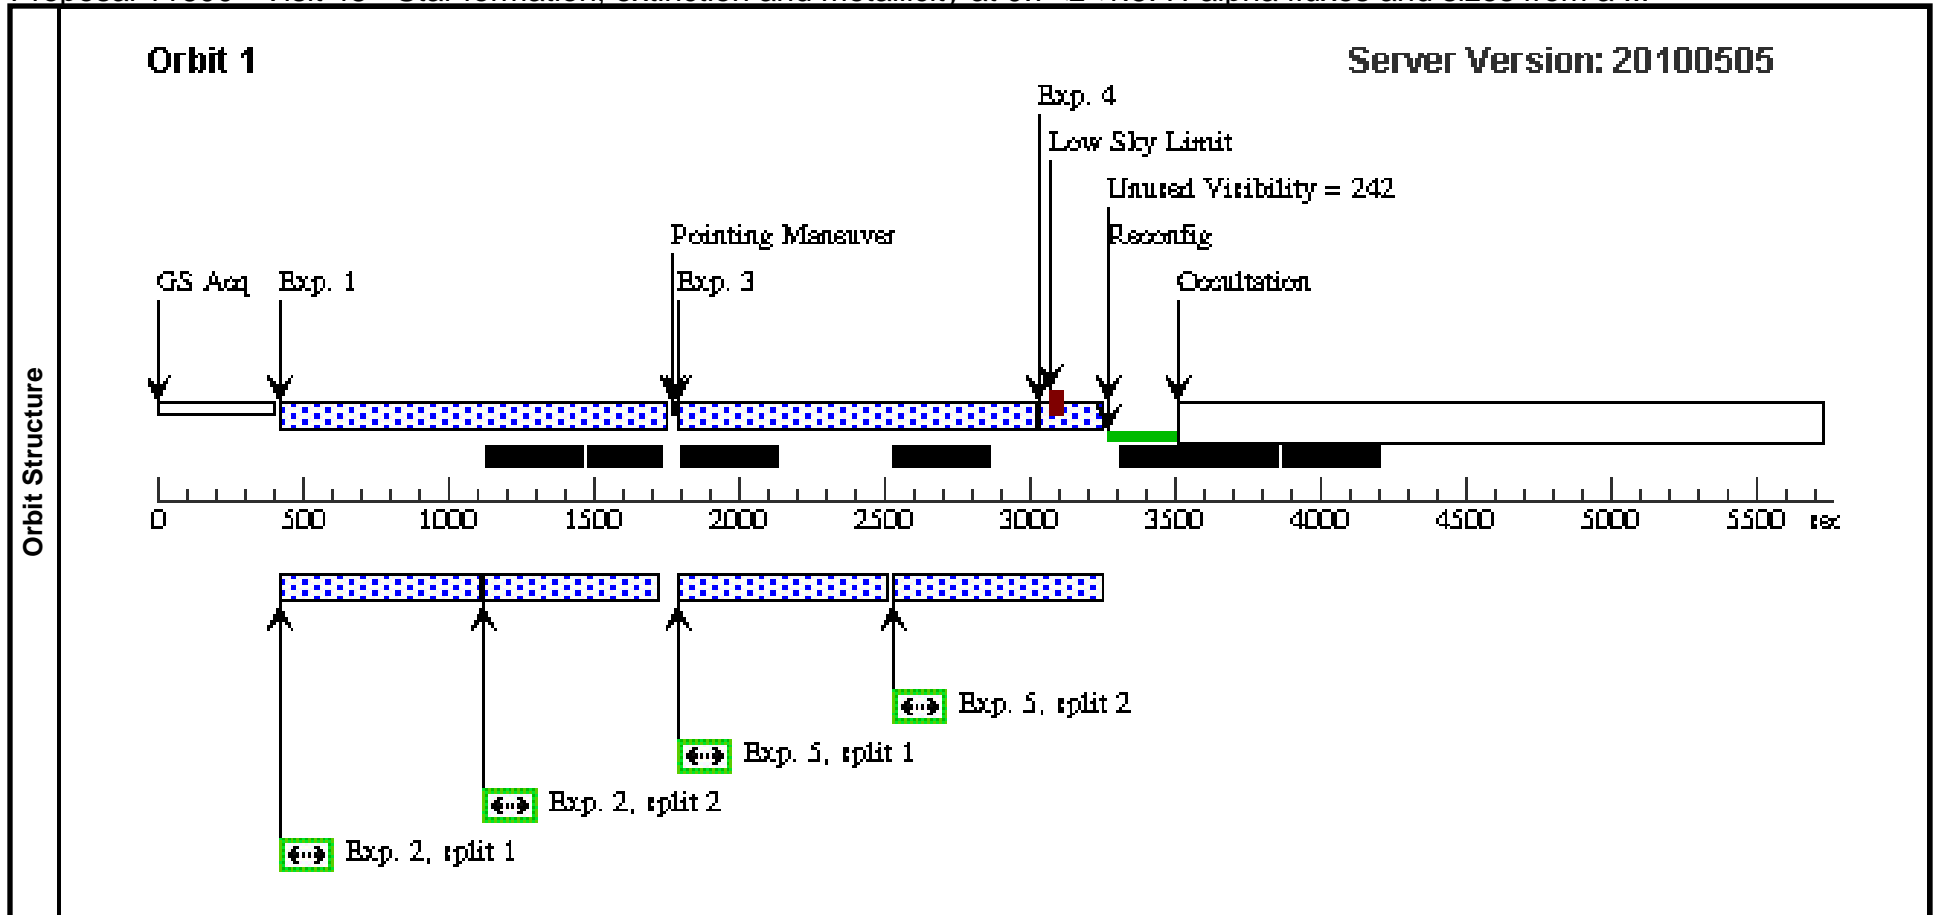 Orbit 1
Server Version: 20100505
Exp. 4
Low Sky Limit
Unused Visibility = 242
Pointing Maneuver
Reconfig
GS Acq
Exp. 1
Exp. 3
Occultation
Orbit Structure
0 500 1000 1500 2000 2500 3000 3500 4000 4500 5000 5500 sec
Exp. 5, split 2
Exp. 5, split 1
Exp. 2, split 2
Exp. 2, split 1